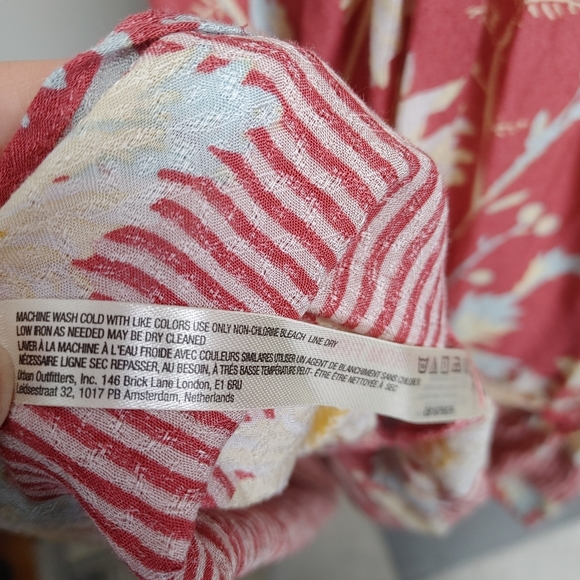 MACHINE WASH COLD WITH LIKE COLORS USE ONLY NON-CHLORINE BLEACH LINE DRY
LOW IRON AS NEEDED MAY BE DRY CLEANED
LAVER À LA MACHINE À L'EAU FROIDE AVEC COULEURS SIMILAIRES UTILISER UN AGENT DE BLANCHIMENT SANS
NÉCESSAIRE LIGNE SEC REPASSER, AU BESOIN, À TRÈS BASSE TEMPÉRATURE PEUT- ÊTRE ÊTRE NETTOYÉE À SEC
Urban Outfitters, Inc. 146 Brick Lane London, E1 6RU
Leidsestraat 32, 1017 PB Amsterdam, Netherlands